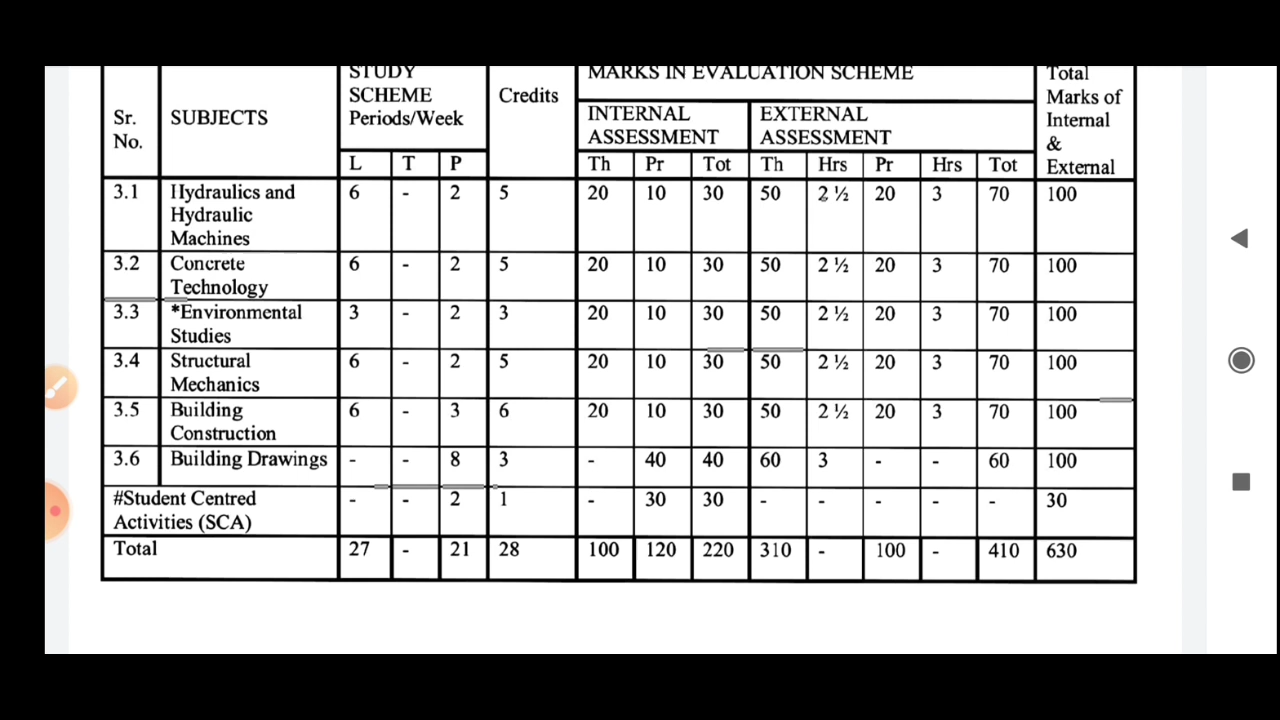 STUDY
SCHEME
Periods/Week
Credits
MARKS IN EVALUATION SCHEME
Total
Marks of
Internal
&
External
Sr.
No.
SUBJECTS
INTERNAL
ASSESSMENT
EXTERNAL
ASSESSMENT
L T P Th Pr Tot Th Hrs Pr Hrs Tot
3.1 Hydraulics and 6 - 2 5 20 10 30 50 2 ½ 20 3 70 100
Hydraulic
Machines
3.2 Concrete 6 - 2 5 20 10 30 50 2 ½ 20 3 70 100
Technology
3.3 *Environmental 3 - 2 3 20 10 30 50 2 ½ 20 3 70 100
Studies
3.4 Structural 6 - 2 5 20 10 30 50 2 ½ 20 3 70 100
Mechanics
3.5 Building 6 - 3 6 20 10 30 50 2 ½ 20 3 70 100
Construction
3.6 Building Drawings - - 8 3 - 40 40 60 3 - - 60 100
#Student Centred - - 2 1 - 30 30 - - - - - 30
Activities (SCA)
Total 27 - 21 28 100 120 220 310 - 100 - 410 630